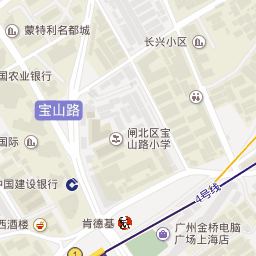 蒙特利名都城
长兴小区
国农业银行
宝山路
闸北区宝
山路小学
国际
中国建设银行
4号线
西酒楼
肯德基
广州金桥电脑
广场上海店
1